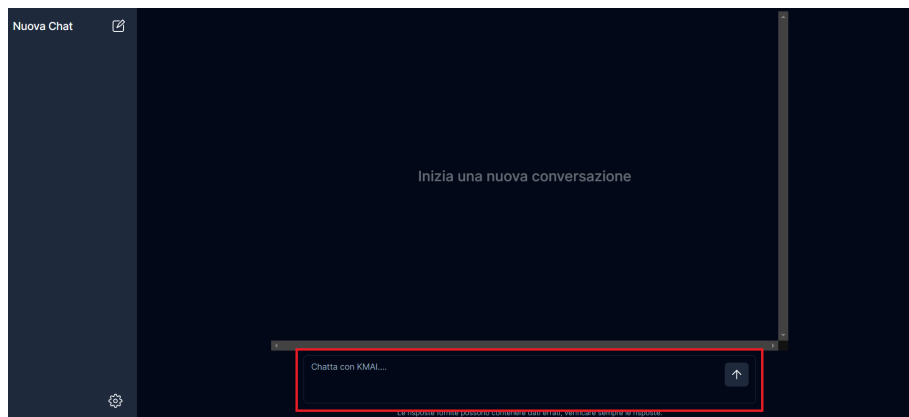 Nuova Chat
Inizia una nuova conversazione
Chatta con KMAI....
Le risposte fornite possono contenere dati errati, verificare sempre le risposte.